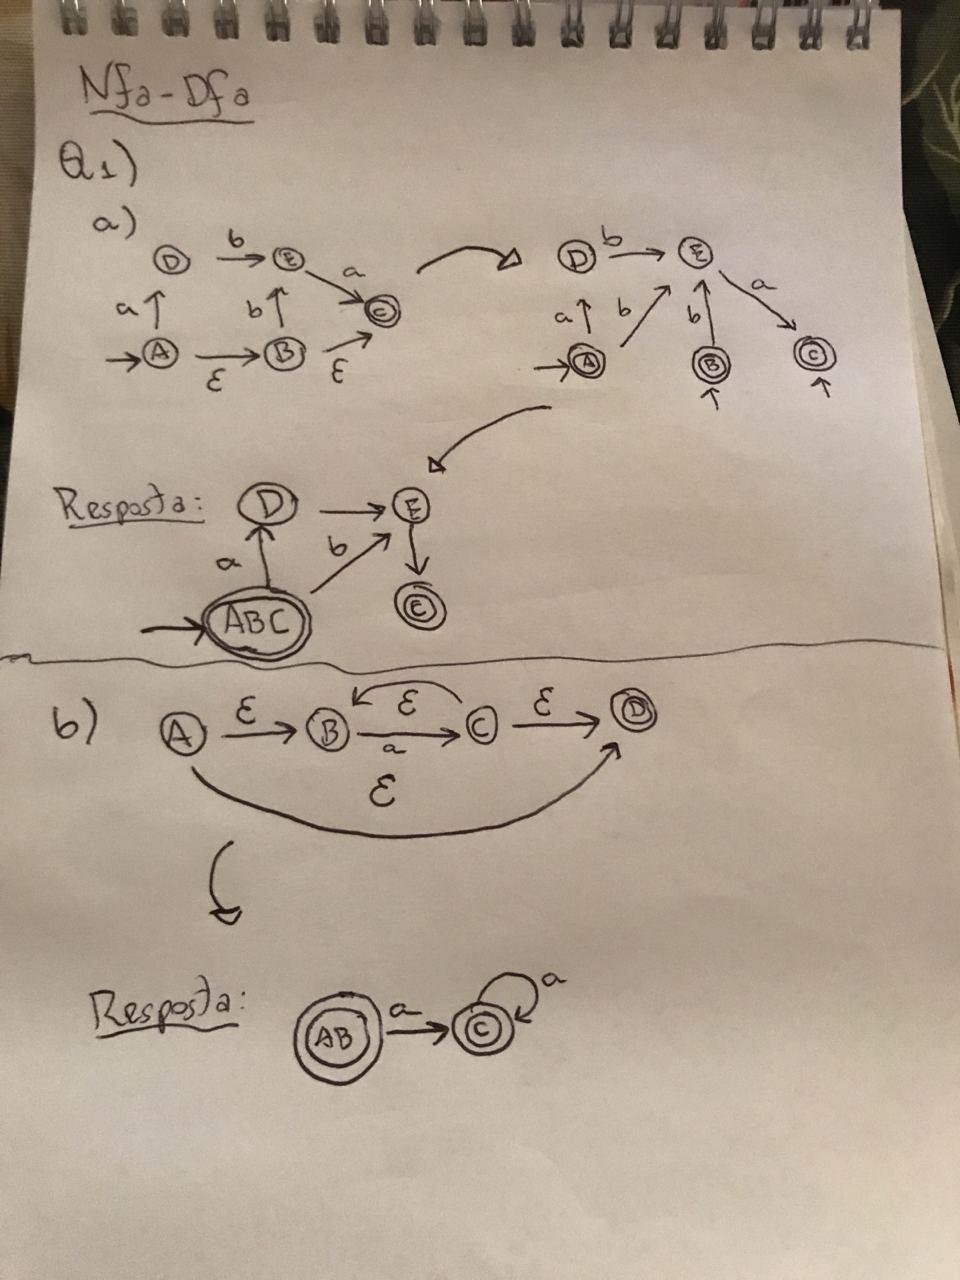 Nfa-Dfa
Q1)
a)
D b E a C
a b
A ε B ε
D b E a
a b b
A B C
Resposta: D E
a b
ABC C
b) A ε B ε C ε D
a
ε
Resposta: AB a C a